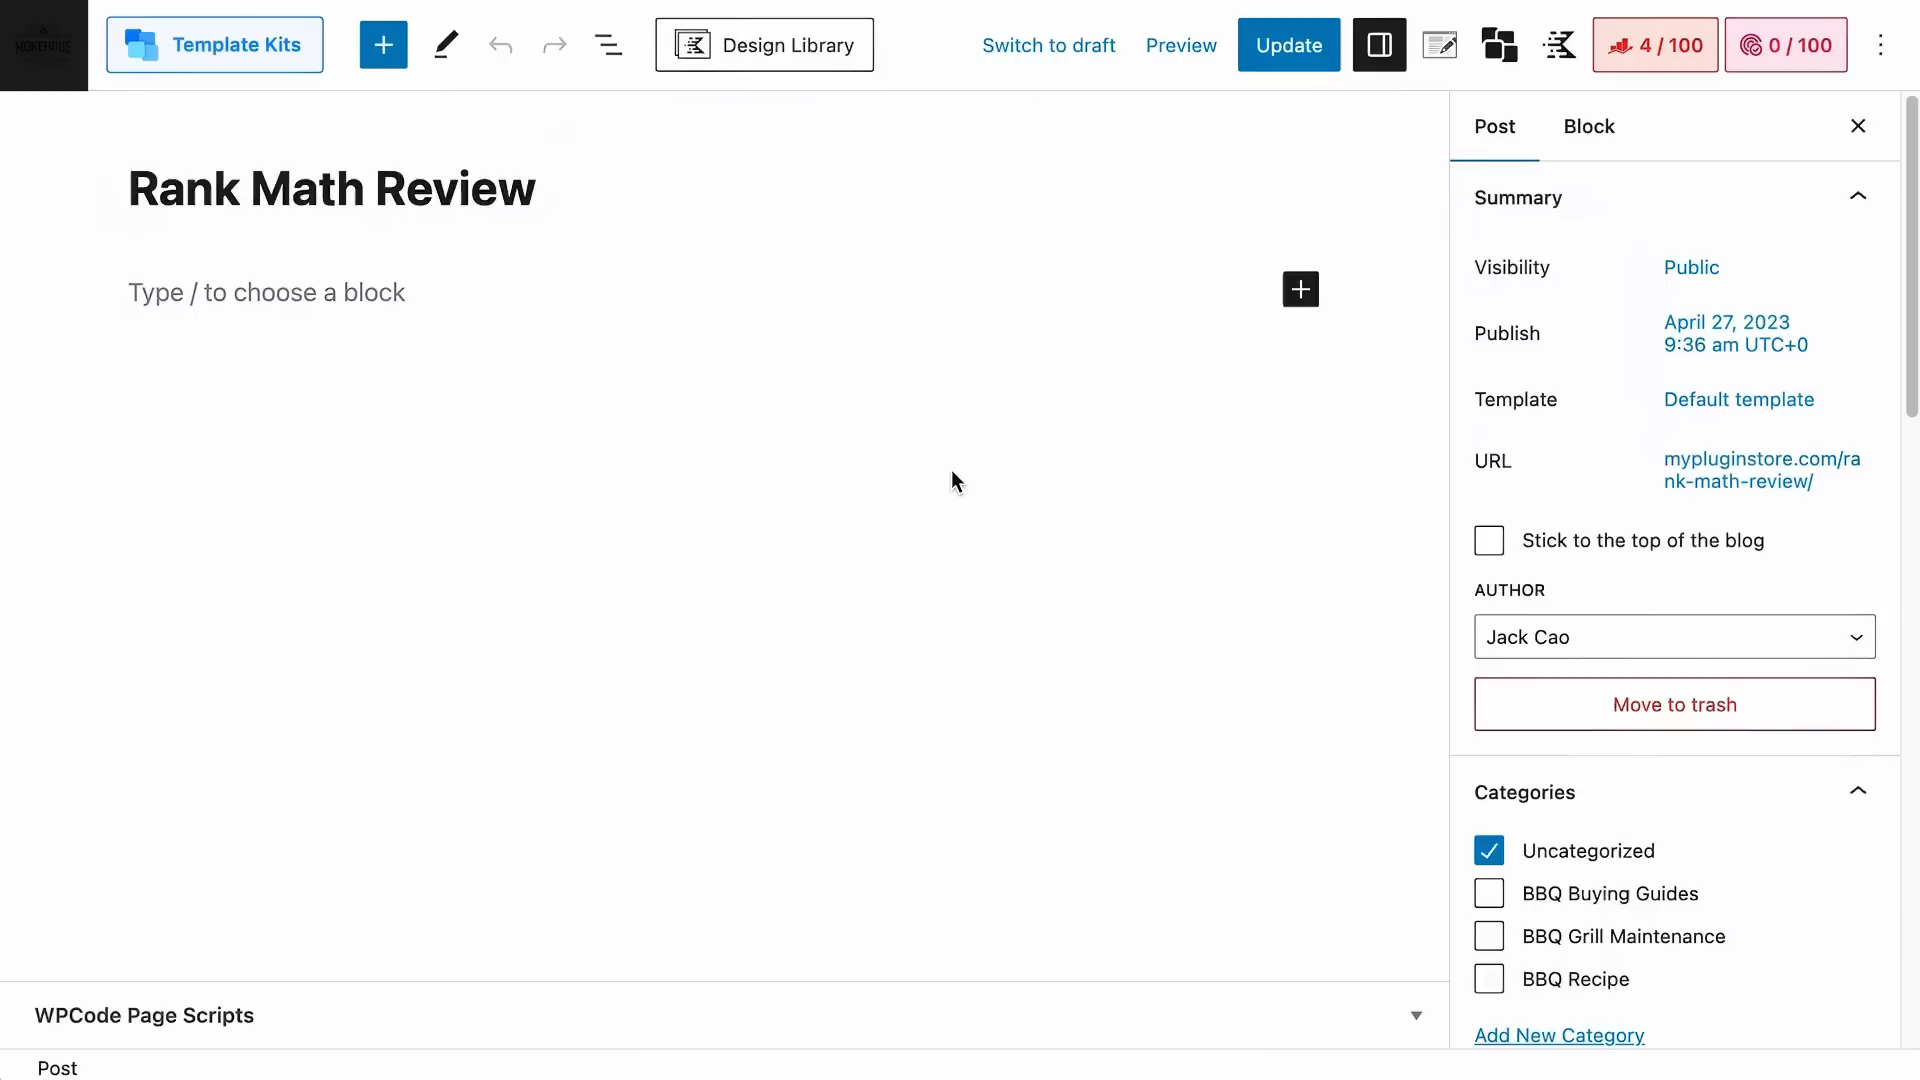 Template Kits
Design Library
Switch to draft
Preview
Update
4 / 100
0 / 100
Post
Block
Rank Math Review
Type / to choose a block
Summary
Visibility
Public
Publish
April 27, 2023
9:36 am UTC+0
Template
Default template
URL
mypluginstore.com/ra
nk-math-review/
Stick to the top of the blog
AUTHOR
Jack Cao
Move to trash
Categories
Uncategorized
BBQ Buying Guides
BBQ Grill Maintenance
BBQ Recipe
Add New Category
WPCode Page Scripts
Post